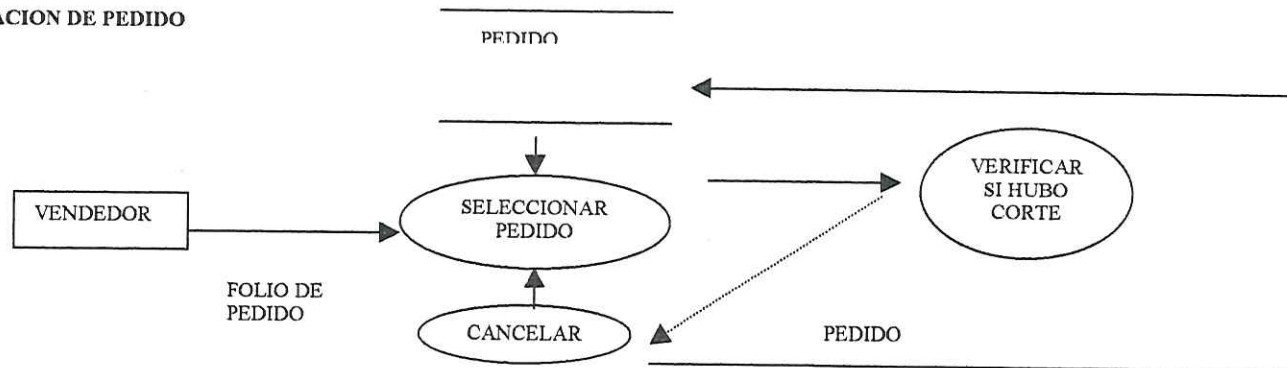 ACION DE PEDIDO
PEDIDO
VERIFICAR
SI HUBO
CORTE
VENDEDOR
SELECCIONAR
PEDIDO
FOLIO DE
PEDIDO
CANCELAR
PEDIDO